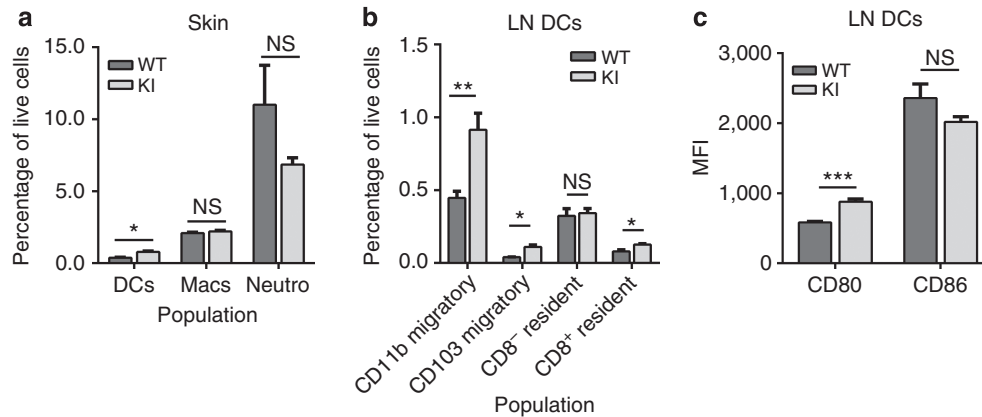 a
Skin
15.0
10.0
5.0
0.0
Percentage of live cells
WT
KI
*
NS
NS
DCs
Macs
Neutro
Population
b
LN DCs
1.5
1.0
0.5
0.0
Percentage of live cells
WT
KI
**
*
NS
*
CD11b migratory
CD103 migratory
CD8⁻ resident
CD8⁺ resident
Population
c
LN DCs
3,000
2,000
1,000
0
MFI
WT
KI
***
NS
CD80
CD86